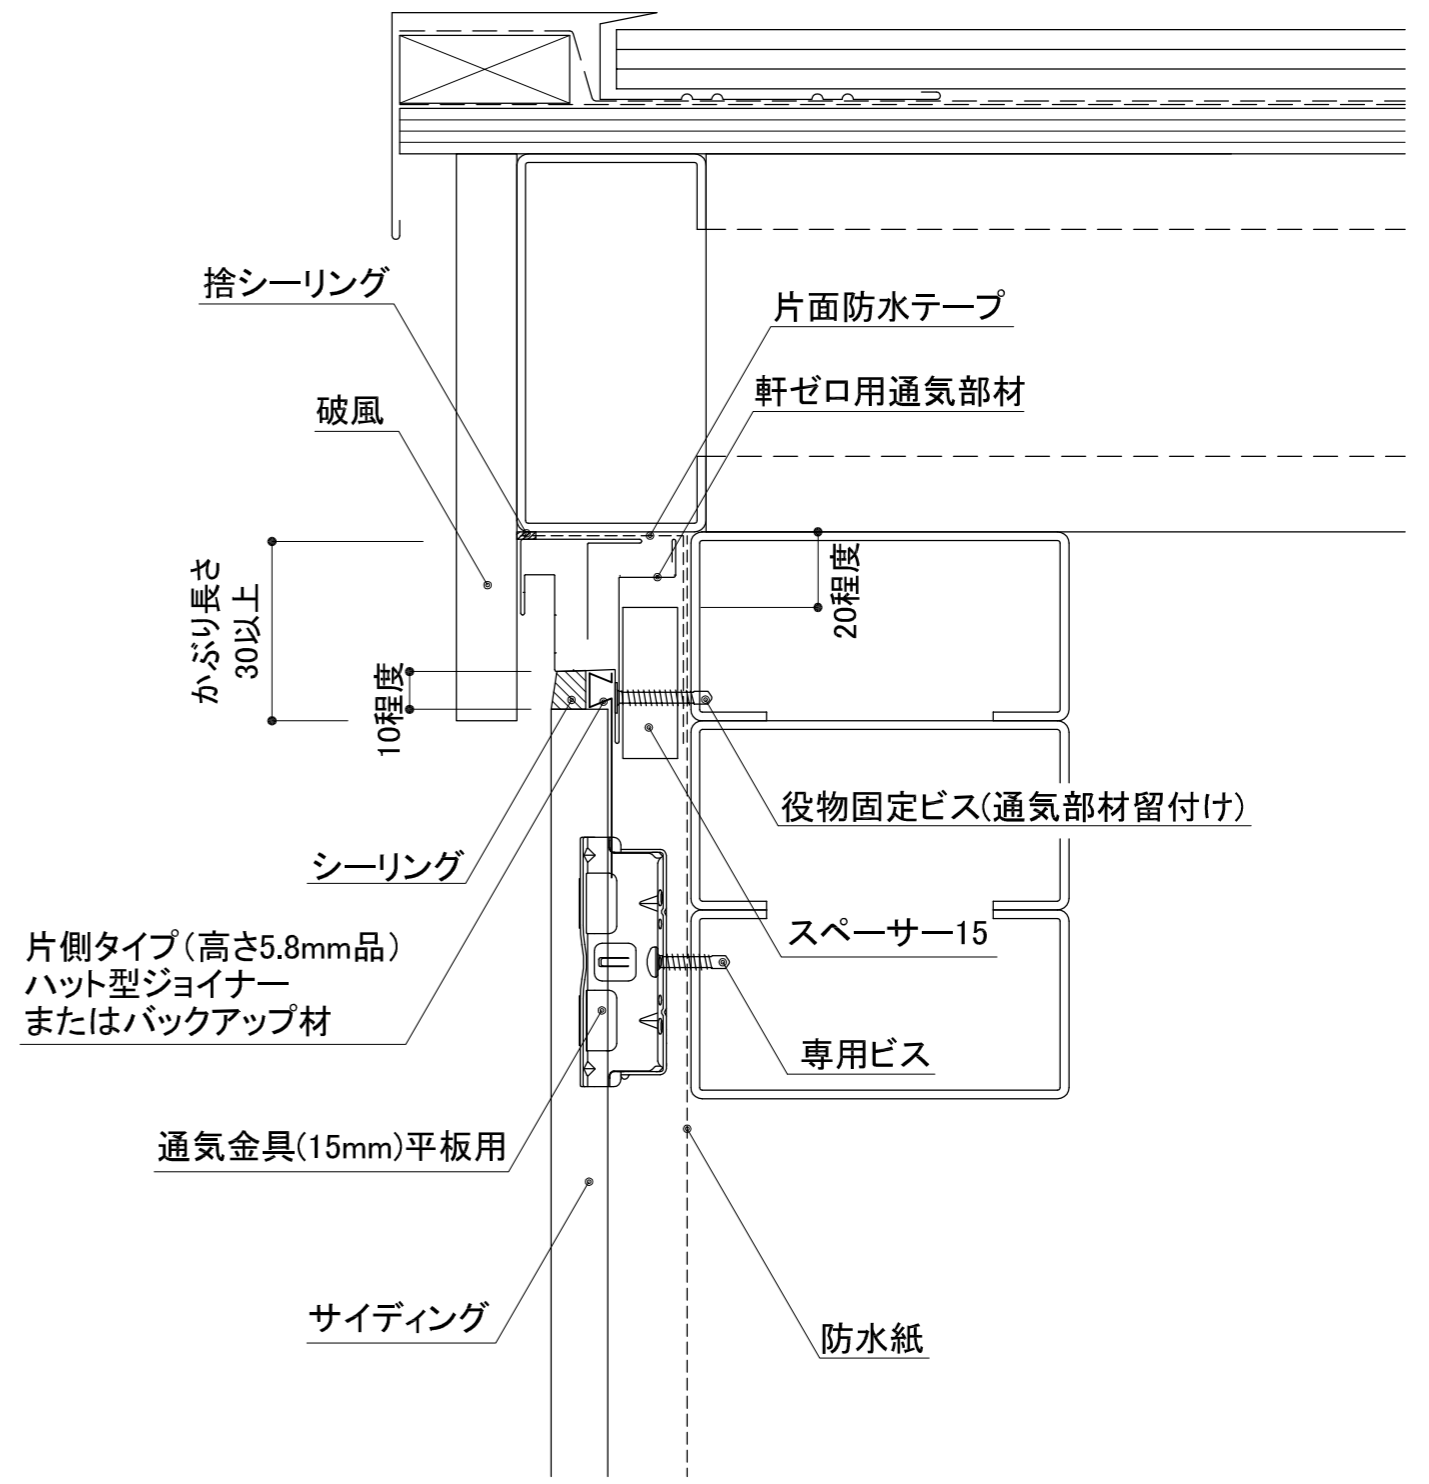 捨シーリング
片面防水テープ
軒ゼロ用通気部材
破風
かぶり長さ
30以上
20程度
10程度
役物固定ビス(通気部材留付け)
シーリング
スペーサー15
片側タイプ(高さ5.8mm品)
ハット型ジョイナー
またはバックアップ材
専用ビス
通気金具(15mm)平板用
サイディング
防水紙